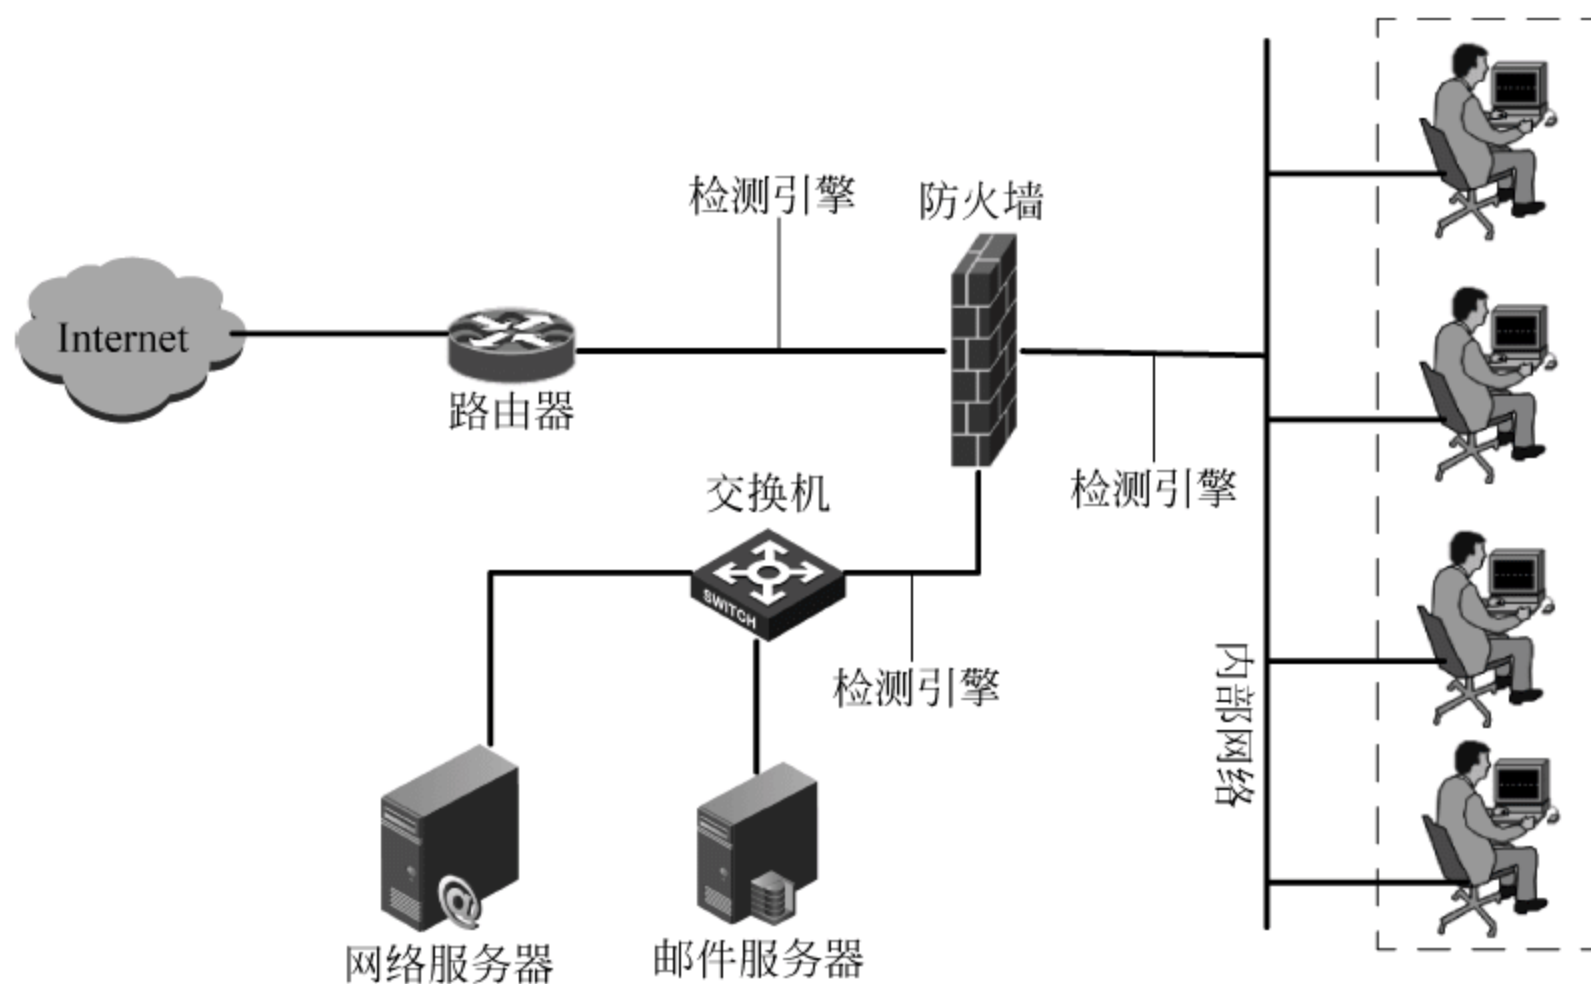 检测引擎
防火墙
Internet
路由器
交换机
SWITCH
检测引擎
检测引擎
内部网络
网络服务器
邮件服务器